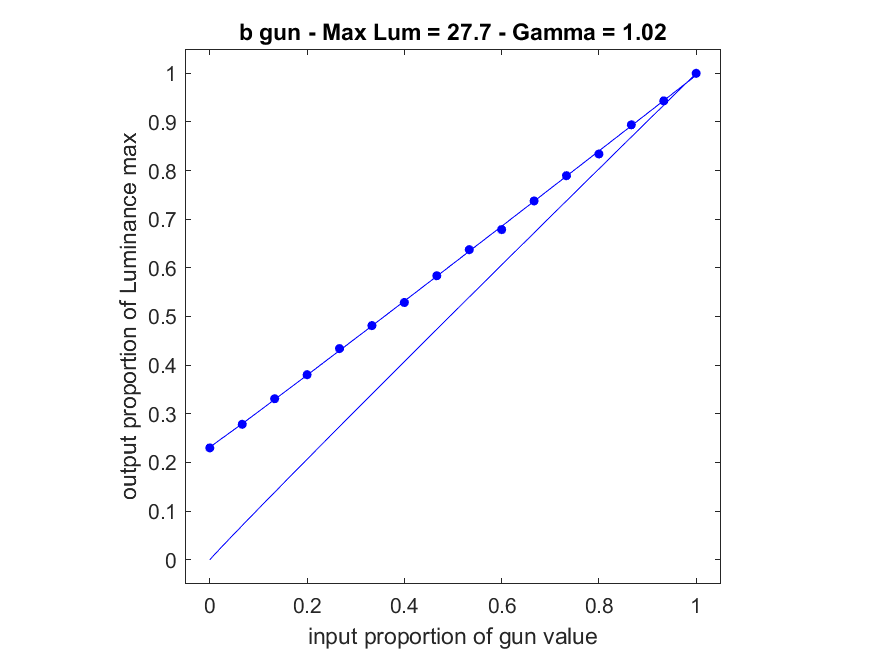 b gun - Max Lum = 27.7 - Gamma = 1.02
output proportion of Luminance max
1
0.9
0.8
0.7
0.6
0.5
0.4
0.3
0.2
0.1
0
0 0.2 0.4 0.6 0.8 1
input proportion of gun value